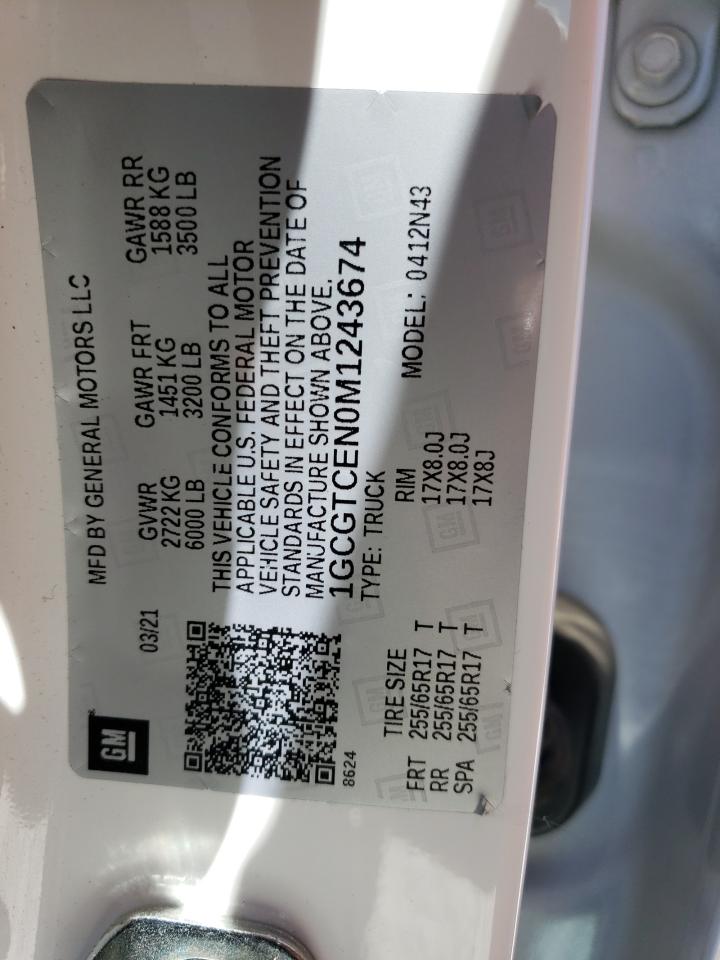 GM
MFD BY GENERAL MOTORS LLC
03/21
GVWR GAWR FRT GAWR RR
2722 KG 1451 KG 1588 KG
6000 LB 3200 LB 3500 LB
THIS VEHICLE CONFORMS TO ALL
APPLICABLE U.S. FEDERAL MOTOR
VEHICLE SAFETY AND THEFT PREVENTION
STANDARDS IN EFFECT ON THE DATE OF
MANUFACTURE SHOWN ABOVE.
1GCGTCEN0M1243674
8624
TYPE: TRUCK MODEL: 0412N43
TIRE SIZE RIM
FRT 255/65R17 T 17X8.0J
RR 255/65R17 T 17X8.0J
SPA 255/65R17 T 17X8J